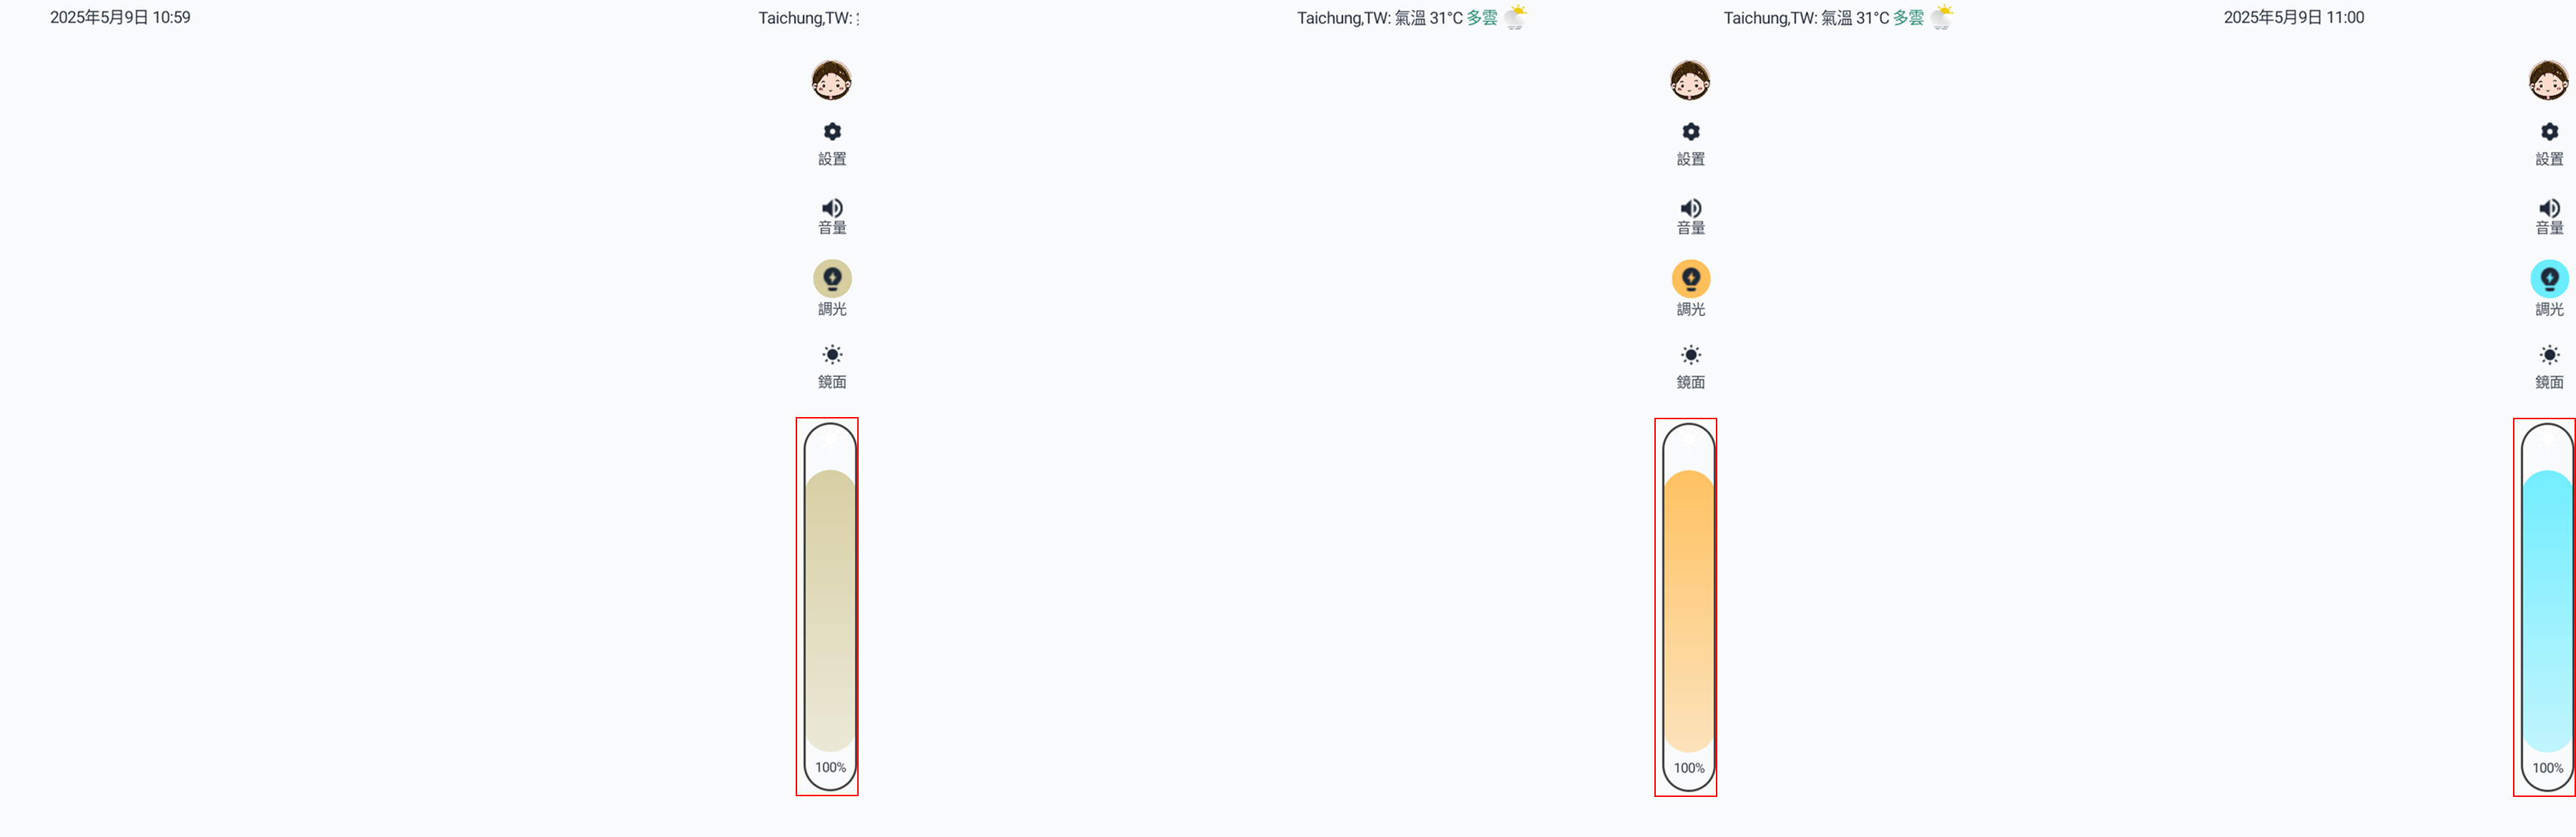 2025年5月9日 10:59
Taichung,TW:
設置
音量
調光
鏡面
100%
Taichung,TW: 氣溫 31°C 多雲
設置
音量
調光
鏡面
100%
Taichung,TW: 氣溫 31°C 多雲
2025年5月9日 11:00
設置
音量
調光
鏡面
100%